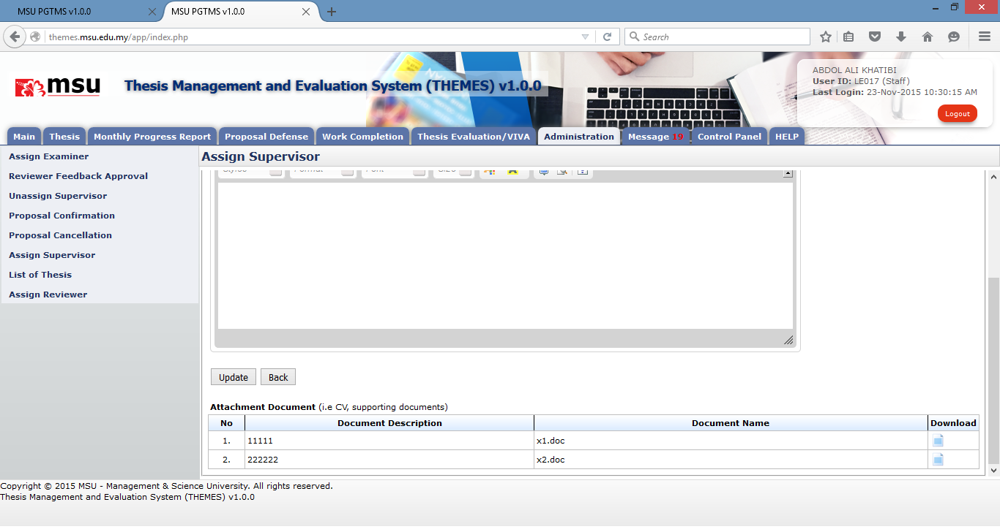 MSU PGTMS v1.0.0
MSU PGTMS v1.0.0
themes.msu.edu.my/app/index.php
Search
msu
Thesis Management and Evaluation System (THEMES) v1.0.0
ABDOL ALI KHATIBI
User ID: LE017 (Staff)
Last Login: 23-Nov-2015 10:30:15 AM
Logout
Main Thesis Monthly Progress Report Proposal Defense Work Completion Thesis Evaluation/VIVA Administration Message 19 Control Panel HELP
Assign Examiner
Reviewer Feedback Approval
Unassign Supervisor
Proposal Confirmation
Proposal Cancellation
Assign Supervisor
List of Thesis
Assign Reviewer
Assign Supervisor
Styles Format Font Size
Update Back
Attachment Document (i.e CV, supporting documents)
No Document Description Document Name Download
1. 11111 x1.doc
2. 222222 x2.doc
Copyright © 2015 MSU - Management & Science University. All rights reserved.
Thesis Management and Evaluation System (THEMES) v1.0.0